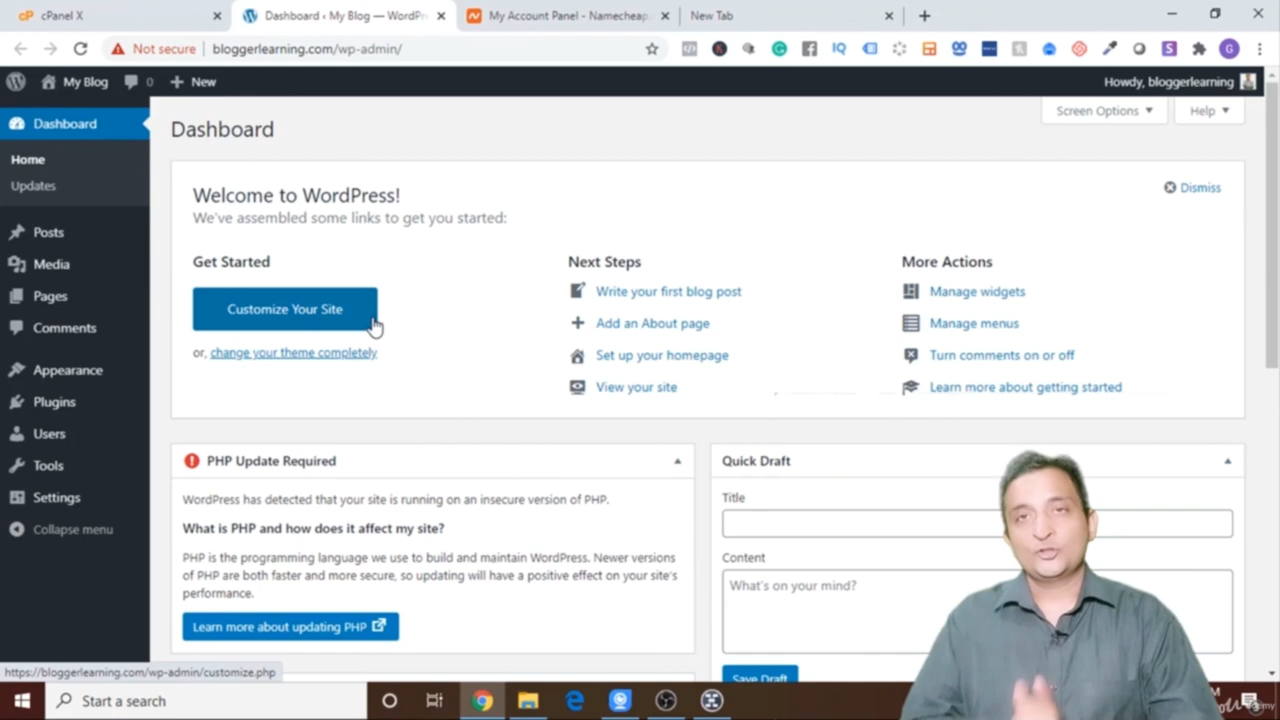 cPanel X
Dashboard ‹ My Blog — WordPr
My Account Panel - Namecheap.
New Tab
Not secure
bloggerlearning.com/wp-admin/
My Blog
0
New
Howdy, bloggerlearning
Dashboard
Home
Updates
Posts
Media
Pages
Comments
Appearance
Plugins
Users
Tools
Settings
Collapse menu
Screen Options
Help
Dashboard
Welcome to WordPress!
We've assembled some links to get you started:
Dismiss
Get Started
Customize Your Site
or, change your theme completely
Next Steps
Write your first blog post
Add an About page
Set up your homepage
View your site
More Actions
Manage widgets
Manage menus
Turn comments on or off
Learn more about getting started
PHP Update Required
WordPress has detected that your site is running on an insecure version of PHP.
What is PHP and how does it affect my site?
PHP is the programming language we use to build and maintain WordPress. Newer versions
of PHP are both faster and more secure, so updating will have a positive effect on your site's
performance.
Learn more about updating PHP
Quick Draft
Title
Content
What's on your mind?
Save Draft
https://bloggerlearning.com/wp-admin/customize.php
Start a search